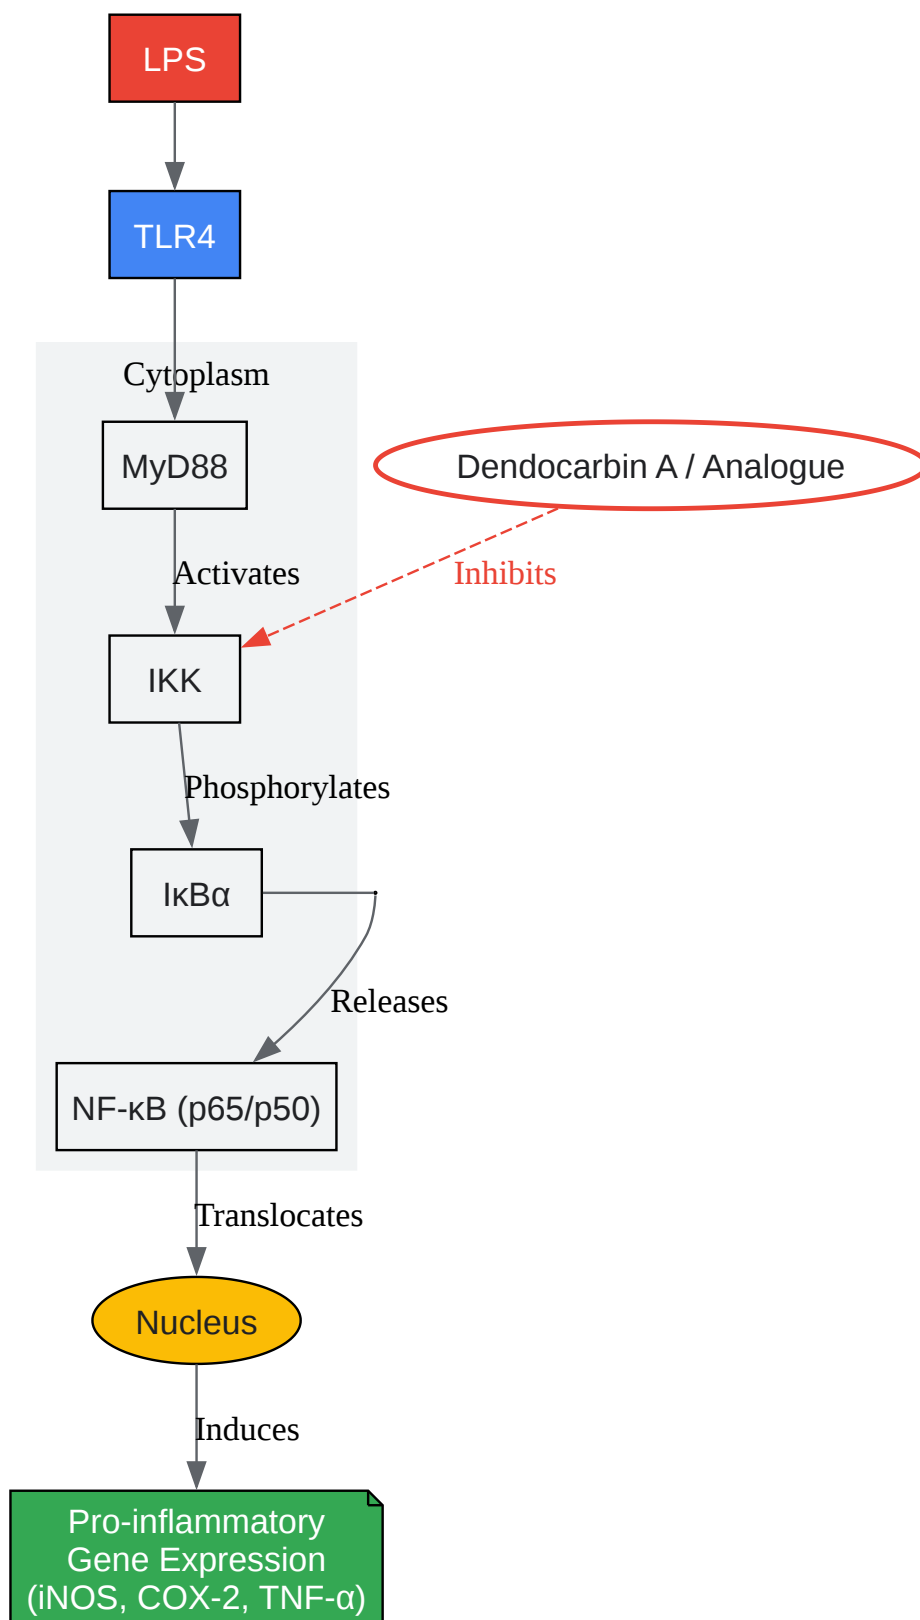 LPS
TLR4
Cytoplasm
MyD88
Dendocarbin A / Analogue
Activates
Inhibits
IKK
Phosphorylates
IκBα
Releases
NF-κB (p65/p50)
Translocates
Nucleus
Induces
Pro-inflammatory
Gene Expression
(iNOS, COX-2, TNF-α)